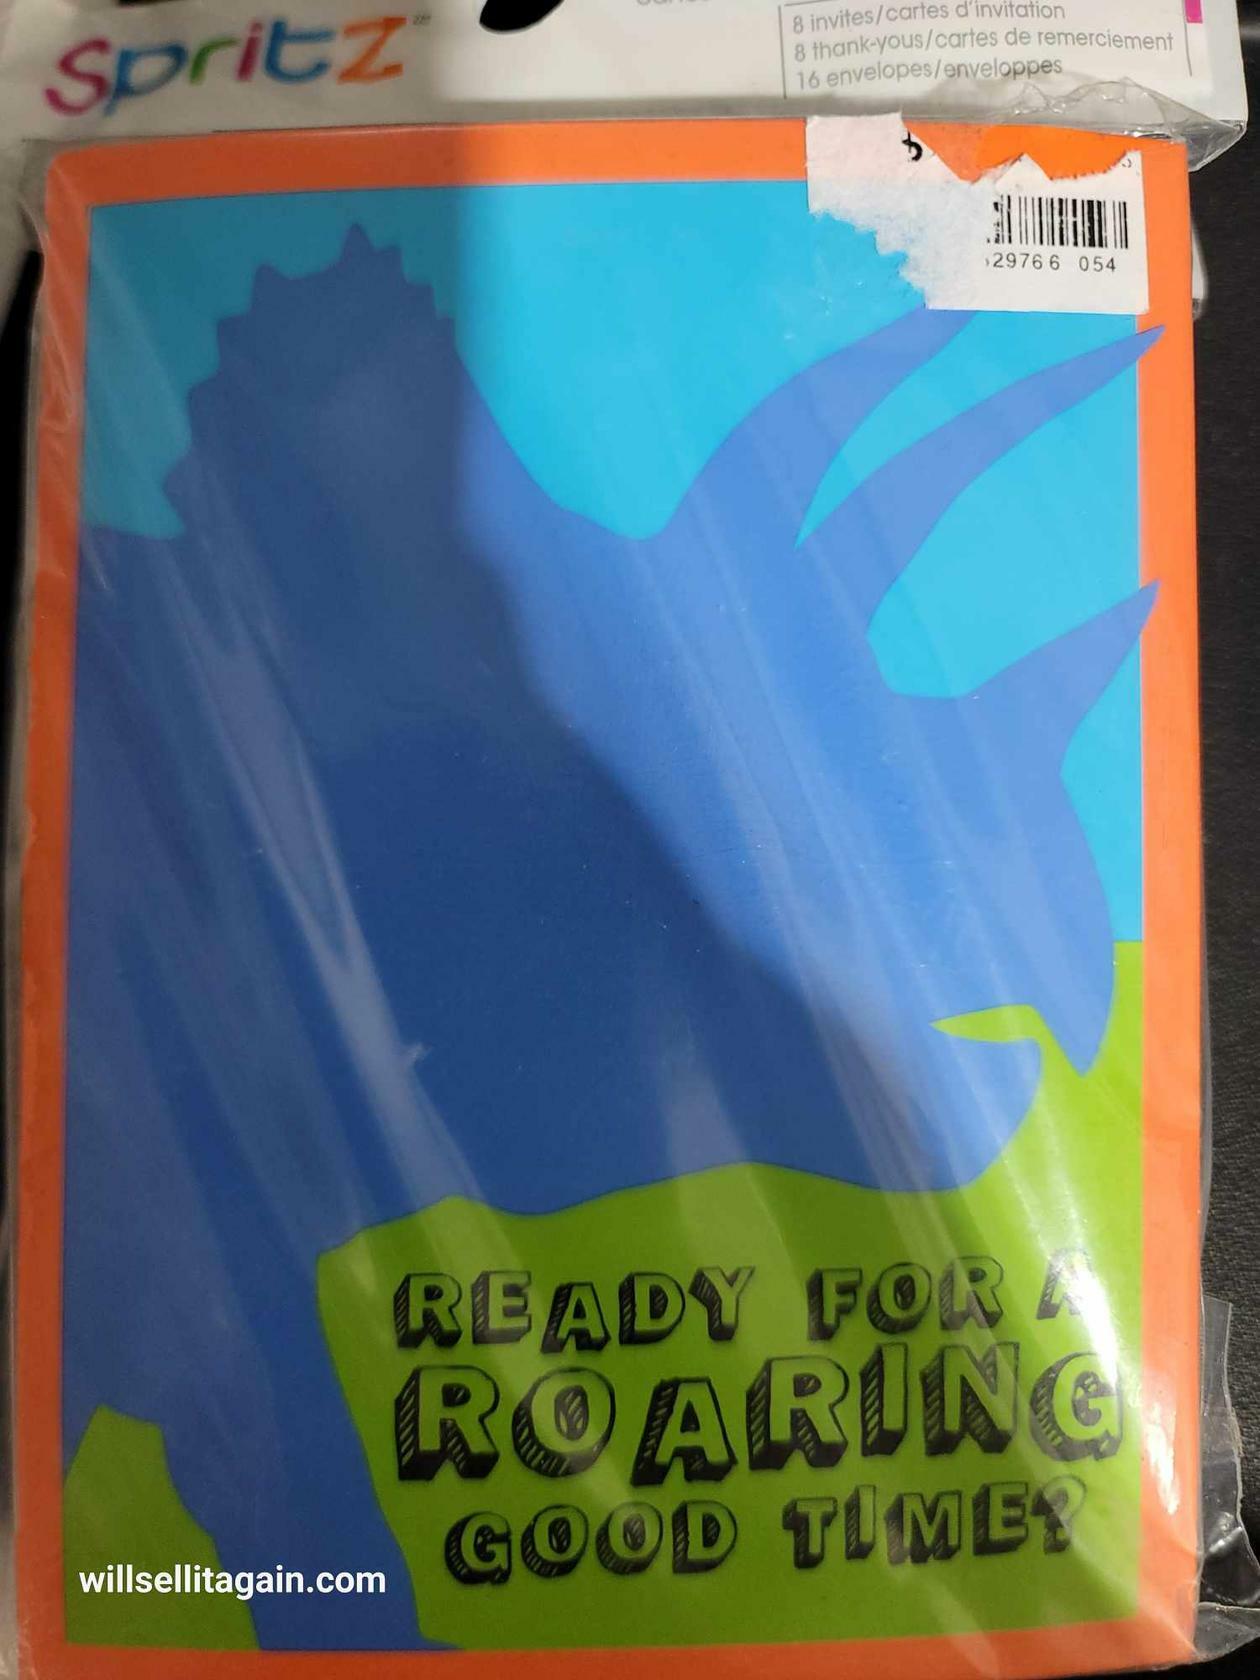 Spritz™
8 invites/cartes d'invitation
8 thank-yous/cartes de remerciement
16 envelopes/enveloppes
$
29766 054
READY FOR A
ROARING
GOOD TIME?
willsellitagain.com